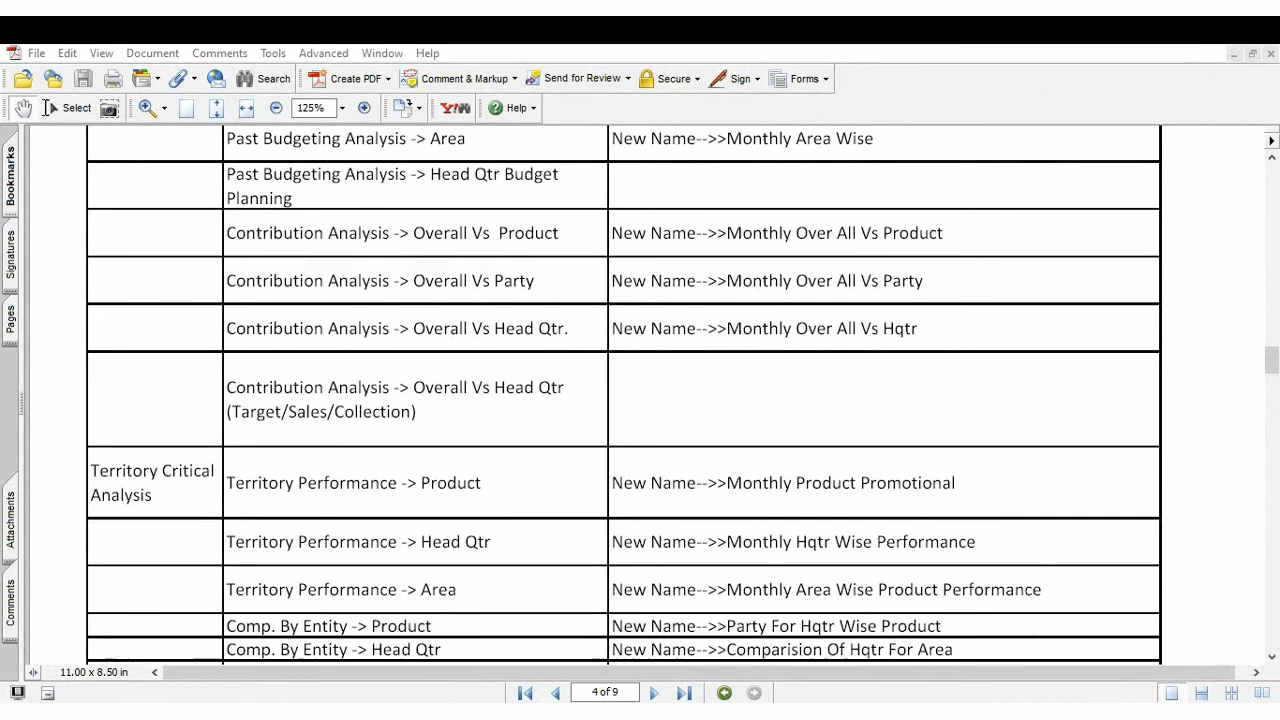 File Edit View Document Comments Tools Advanced Window Help
Search Create PDF Comment & Markup Send for Review Secure Sign Forms
Select 125% Y! Help
Bookmarks
Signatures
Pages
Attachments
Comments
Past Budgeting Analysis -> Area New Name-->>Monthly Area Wise
Past Budgeting Analysis -> Head Qtr Budget
Planning
Contribution Analysis -> Overall Vs  Product New Name-->>Monthly Over All Vs Product
Contribution Analysis -> Overall Vs Party New Name-->>Monthly Over All Vs Party
Contribution Analysis -> Overall Vs Head Qtr. New Name-->>Monthly Over All Vs Hqtr
Contribution Analysis -> Overall Vs Head Qtr
(Target/Sales/Collection)
Territory Critical
Analysis
Territory Performance -> Product New Name-->>Monthly Product Promotional
Territory Performance -> Head Qtr New Name-->>Monthly Hqtr Wise Performance
Territory Performance -> Area New Name-->>Monthly Area Wise Product Performance
Comp. By Entity -> Product New Name-->>Party For Hqtr Wise Product
Comp. By Entity -> Head Qtr New Name-->>Comparision Of Hqtr For Area
11.00 x 8.50 in
4 of 9